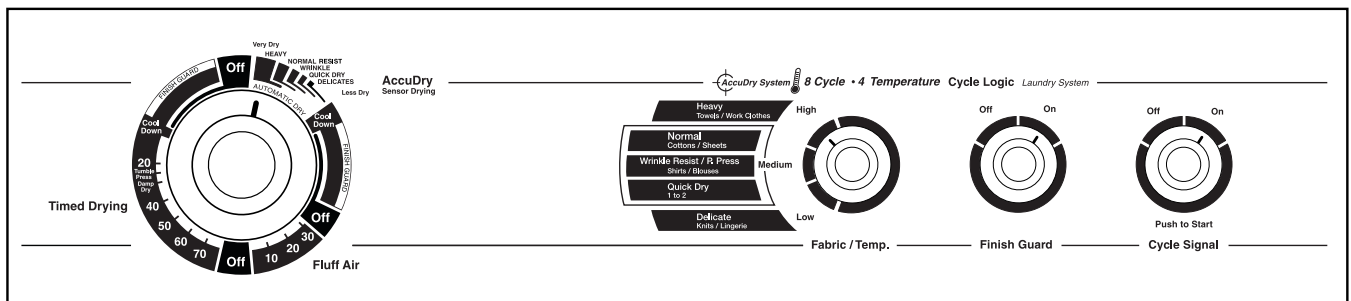 Very Dry
HEAVY
NORMAL RESIST
WRINKLE
QUICK DRY
DELICATES
Less Dry
Off
AUTOMATIC DRY
FINISH GUARD
Cool
Down
Cool
Down
FINISH GUARD
Off
30
20
10
Off
70
60
50
40
Damp
Dry
Tumble
Press
20
Timed Drying
Fluff Air
AccuDry
Sensor Drying
AccuDry System 8 Cycle • 4 Temperature Cycle Logic Laundry System
Heavy
Towels / Work Clothes
Normal
Cottons / Sheets
Wrinkle Resist / P. Press
Shirts / Blouses
Quick Dry
1 to 2
Delicate
Knits / Lingerie
High
Medium
Low
Fabric / Temp.
Off On
Finish Guard
Off On
Push to Start
Cycle Signal